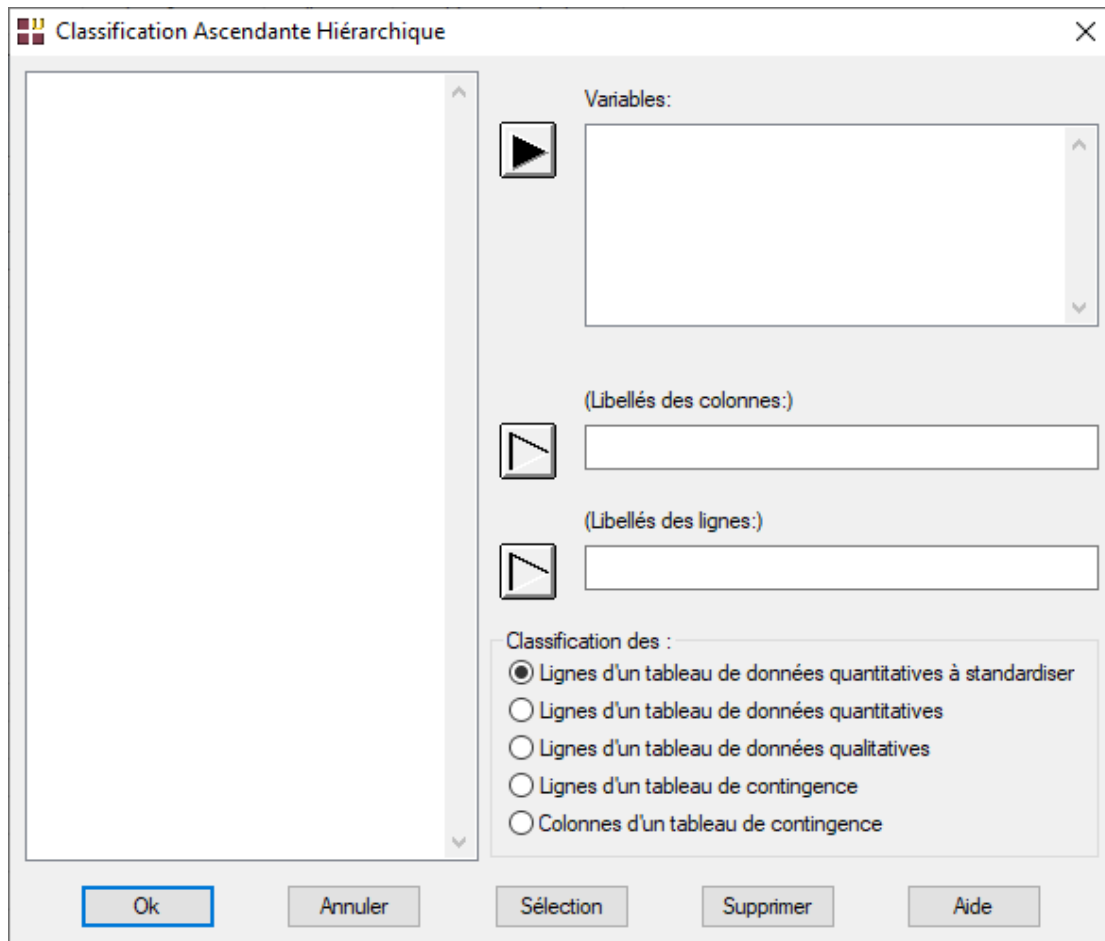 Classification Ascendante Hiérarchique
Variables:
(Libellés des colonnes:)
(Libellés des lignes:)
Classification des :
Lignes d'un tableau de données quantitatives à standardiser
Lignes d'un tableau de données quantitatives
Lignes d'un tableau de données qualitatives
Lignes d'un tableau de contingence
Colonnes d'un tableau de contingence
Ok Annuler Sélection Supprimer Aide